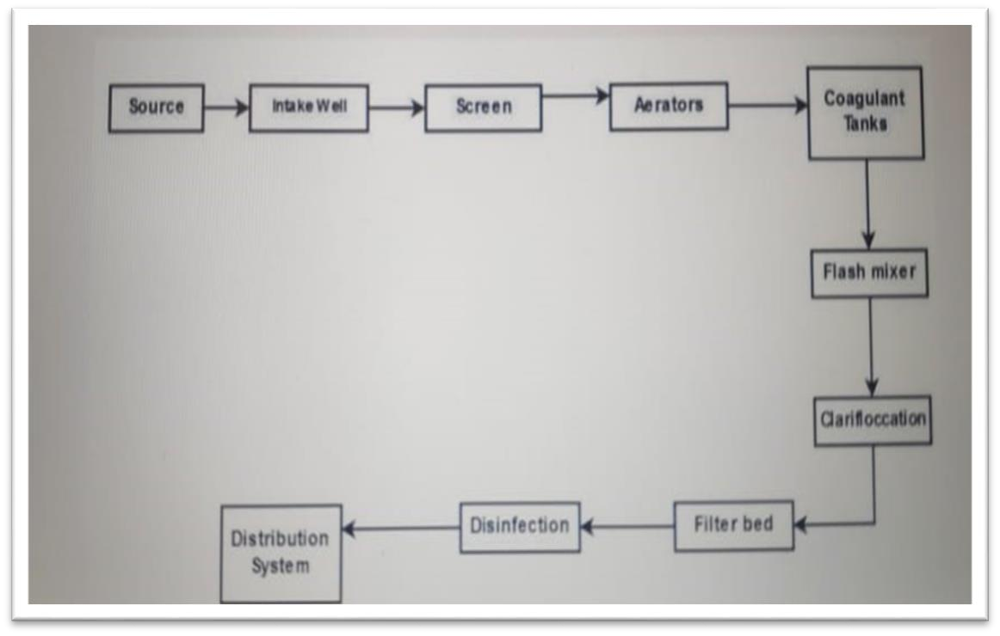 Source
Intake Well
Screen
Aerators
Coagulant
Tanks
Flash mixer
Clarifloccation
Filter bed
Disinfection
Distribution
System